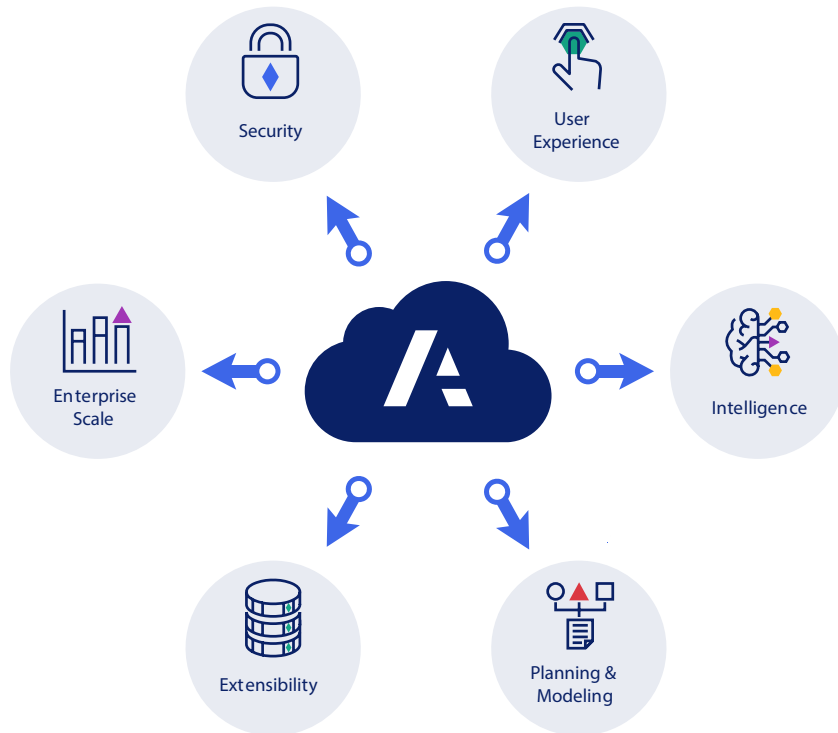 Security
User
Experience
Enterprise
Scale
A
Intelligence
Extensibility
Planning &
Modeling